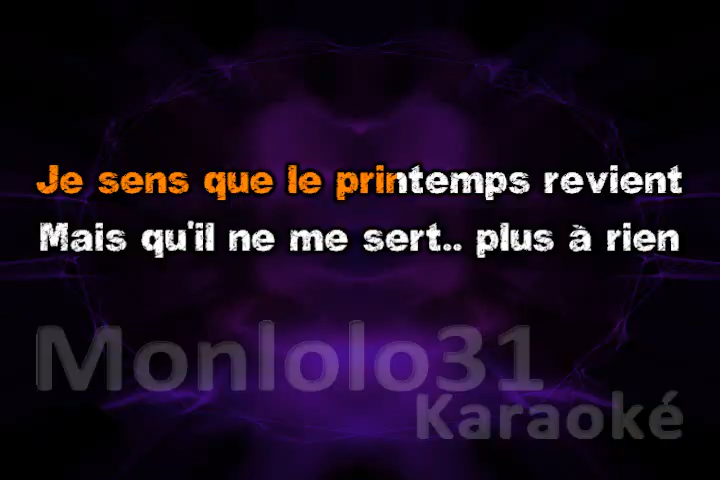 Je sens que le printemps revient
Mais qu'il ne me sert.. plus à rien
Monlolo31
Karaoké